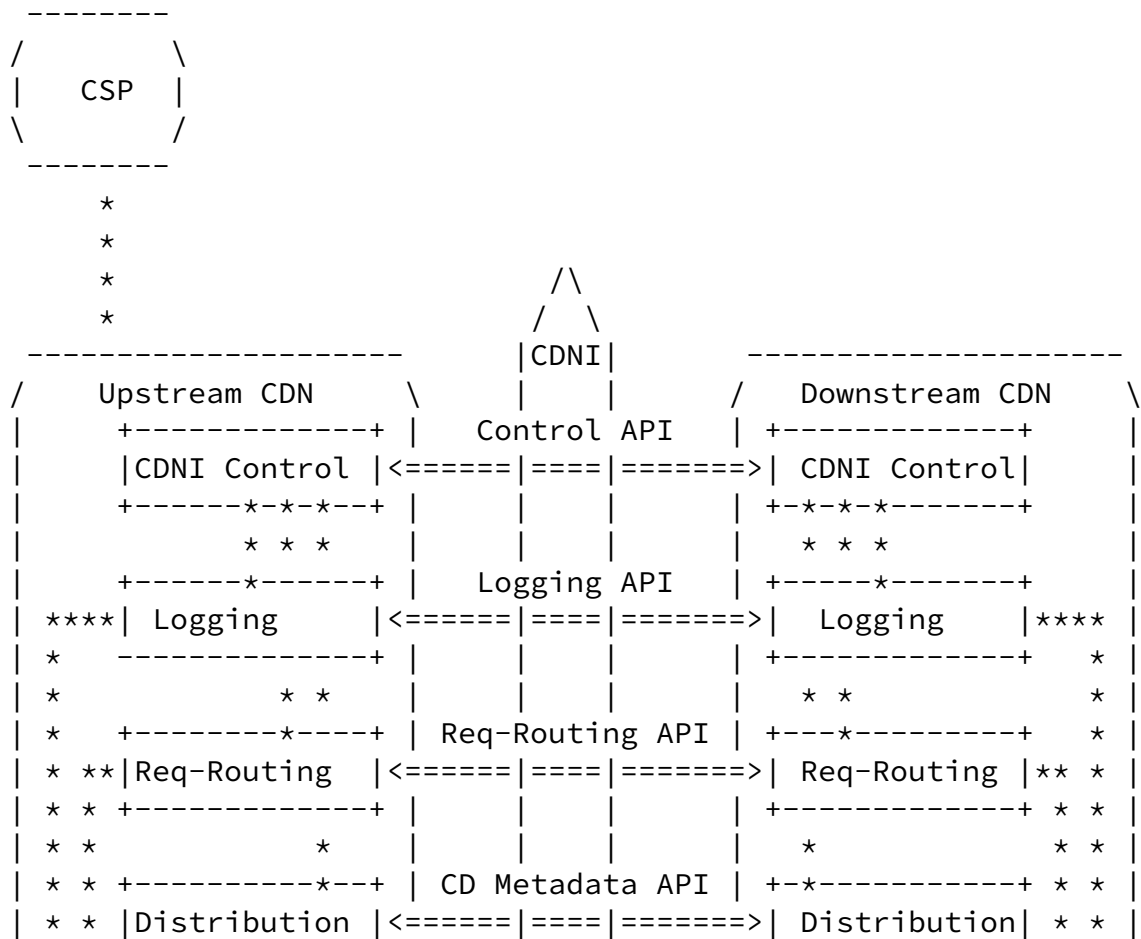 CSP
CDNI
Upstream CDN Downstream CDN
Control API
CDNI Control CDNI Control
Logging API
Logging Logging
Req-Routing API
Req-Routing Req-Routing
CD Metadata API
Distribution Distribution